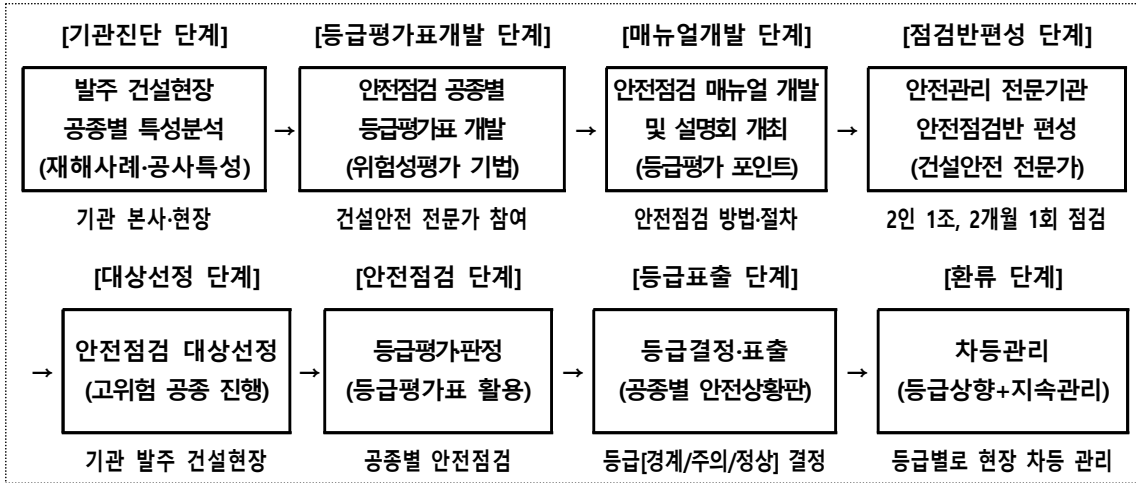 [기관진단 단계] [등급평가표개발 단계] [매뉴얼개발 단계] [점검반편성 단계]
발주 건설현장
공종별 특성분석
(재해사례·공사특성)
→
안전점검 공종별
등급평가표 개발
(위험성평가 기법)
→
안전점검 매뉴얼 개발
및 설명회 개최
(등급평가 포인트)
→
안전관리 전문기관
안전점검반 편성
(건설안전 전문가)
기관 본사·현장
건설안전 전문가 참여
안전점검 방법·절차
2인 1조, 2개월 1회 점검
[대상선정 단계] [안전점검 단계] [등급표출 단계] [환류 단계]
→
안전점검 대상선정
(고위험 공종 진행)
→
등급평가·판정
(등급평가표 활용)
→
등급결정·표출
(공종별 안전상황판)
→
차등관리
(등급상향+지속관리)
기관 발주 건설현장
공종별 안전점검
등급[경계/주의/정상] 결정
등급별로 현장 차등 관리